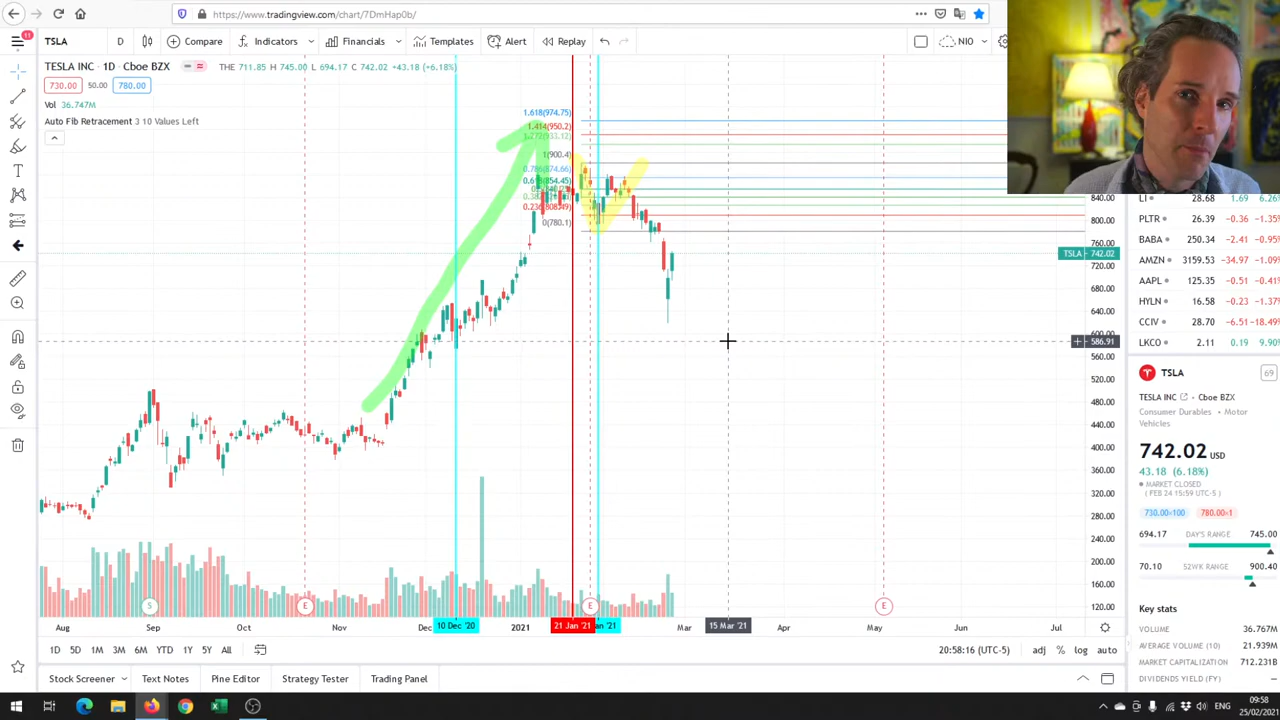 https://www.tradingview.com/chart/7DmHap0b/
11
TSLA D Compare Indicators Financials Templates Alert Replay NIO
TESLA INC · 1D · Cboe BZX THE 711.85 H 745.00 L 694.17 C 742.02 +43.18 (+6.18%)
730.00 50.00 780.00
Vol 36.747M
Auto Fib Retracement 3 10 Values Left
1.618(974.75)
1.414(950.2)
1.272(933.12)
1(900.4)
0.786(874.66)
0.618(854.45)
0.236(808.49)
0(780.1)
840.00
800.00
760.00
TSLA 742.02
720.00
680.00
640.00
600.00
586.91
560.00
520.00
480.00
440.00
400.00
360.00
320.00
280.00
240.00
200.00
160.00
120.00
S E E E
Aug Sep Oct Nov Dec 10 Dec '20 2021 21 Jan '21 Mar 15 Mar '21 Apr May Jun Jul
1D 5D 1M 3M 6M YTD 1Y 5Y All 20:58:16 (UTC-5) adj % log auto
Stock Screener Text Notes Pine Editor Strategy Tester Trading Panel
LI 28.68 1.69 6.26%
PLTR 26.39 -0.36 -1.35%
BABA 250.34 -2.41 -0.95%
AMZN 3159.53 -34.97 -1.09%
AAPL 125.35 -0.51 -0.41%
HYLN 16.58 -0.23 -1.37%
CCIV 28.70 -6.51 -18.49%
LKCO 2.11 0.19 9.90%
TSLA 69
TESLA INC Cboe BZX
Consumer Durables • Motor
Vehicles
742.02 USD
43.18 (6.18%)
MARKET CLOSED
( FEB 24 15:59 UTC-5 )
730.00×100 780.00×1
694.17 DAY'S RANGE 745.00
70.10 52WK RANGE 900.40
Key stats
VOLUME 36.767M
AVERAGE VOLUME (10) 21.939M
MARKET CAPITALIZATION 712.231B
DIVIDENDS YIELD (FY) —
ENG 09:58
25/02/2021